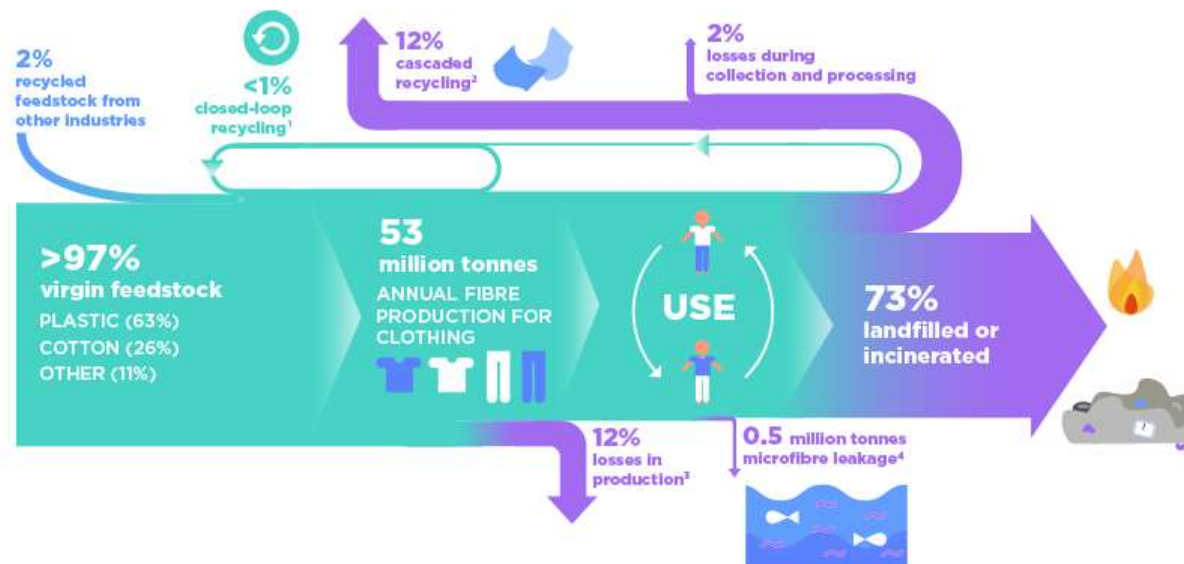 2%
recycled
feedstock from
other industries
<1%
closed-loop
recycling¹
12%
cascaded
recycling²
2%
losses during
collection and processing
>97%
virgin feedstock
PLASTIC (63%)
COTTON (26%)
OTHER (11%)
53
million tonnes
ANNUAL FIBRE
PRODUCTION FOR
CLOTHING
USE
73%
landfilled or
incinerated
12%
losses in
production³
0.5 million tonnes
microfibre leakage⁴